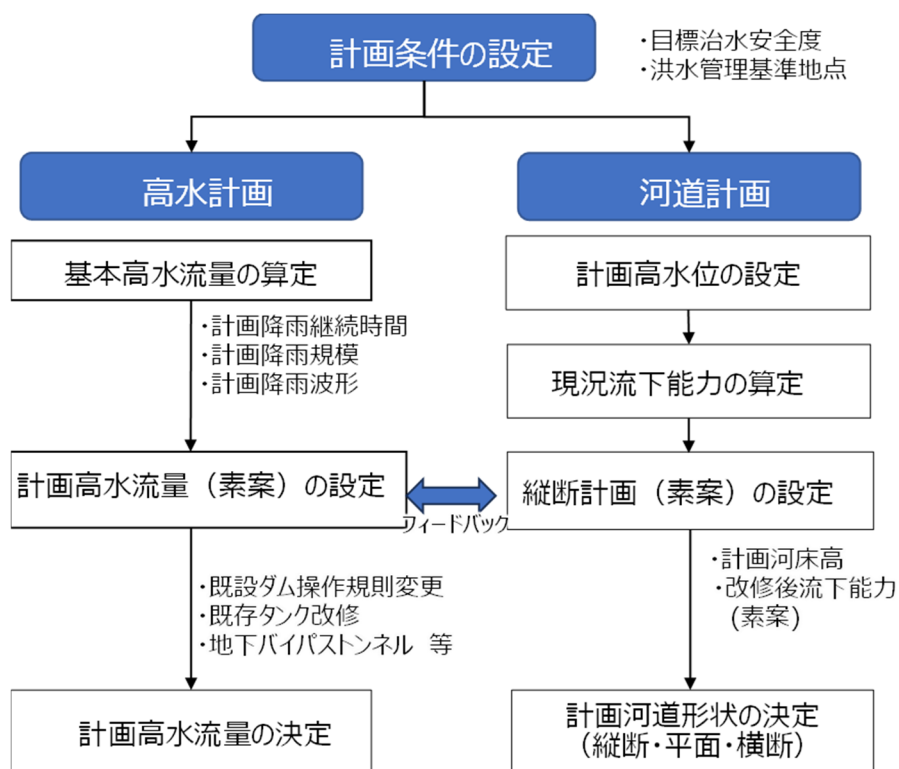 計画条件の設定
・目標治水安全度
・洪水管理基準地点
高水計画
河道計画
基本高水流量の算定
計画高水位の設定
・計画降雨継続時間
・計画降雨規模
・計画降雨波形
現況流下能力の算定
計画高水流量（素案）の設定
フィードバック
縦断計画（素案）の設定
・計画河床高
・改修後流下能力
(素案)
・既設ダム操作規則変更
・既存タンク改修
・地下バイパストンネル 等
計画高水流量の決定
計画河道形状の決定
(縦断・平面・横断)